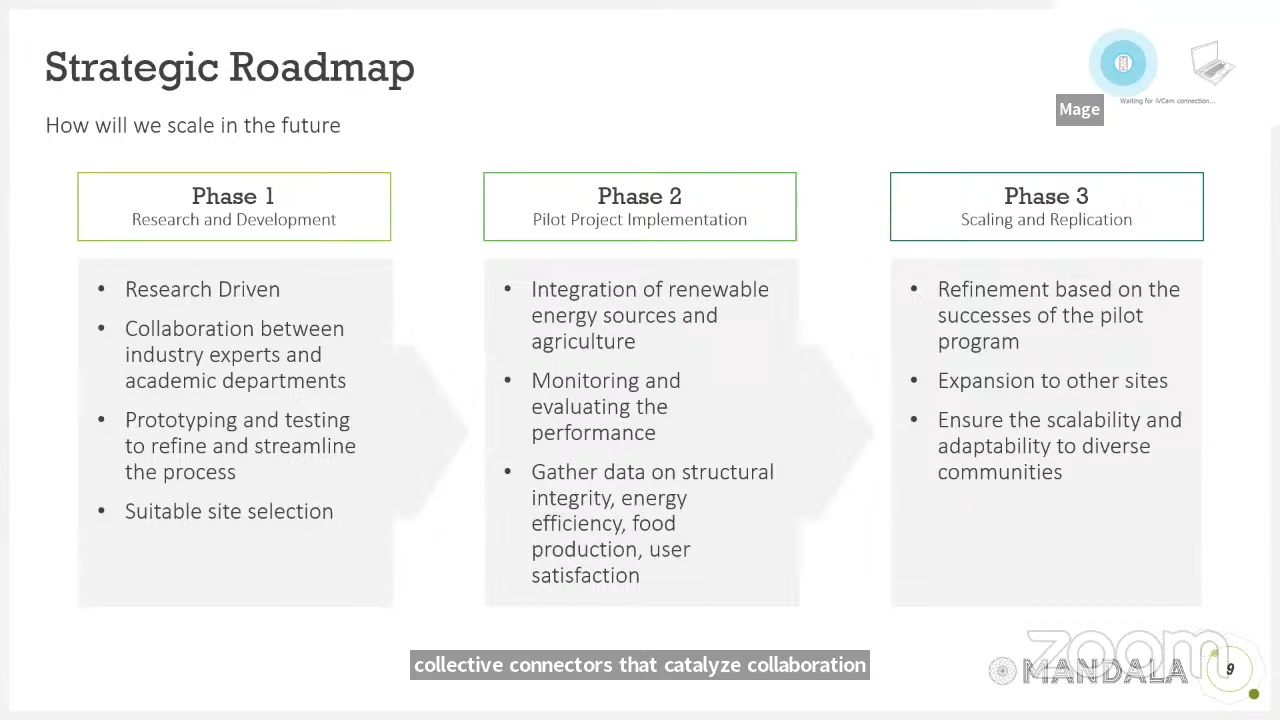 Strategic Roadmap
How will we scale in the future
Waiting for iVCam connection...
Mage
Phase 1
Research and Development
• Research Driven
• Collaboration between
industry experts and
academic departments
• Prototyping and testing
to refine and streamline
the process
• Suitable site selection
Phase 2
Pilot Project Implementation
• Integration of renewable
energy sources and
agriculture
• Monitoring and
evaluating the
performance
• Gather data on structural
integrity, energy
efficiency, food
production, user
satisfaction
Phase 3
Scaling and Replication
• Refinement based on the
successes of the pilot
program
• Expansion to other sites
• Ensure the scalability and
adaptability to diverse
communities
collective connectors that catalyze collaboration
zoom
MANDALA
9